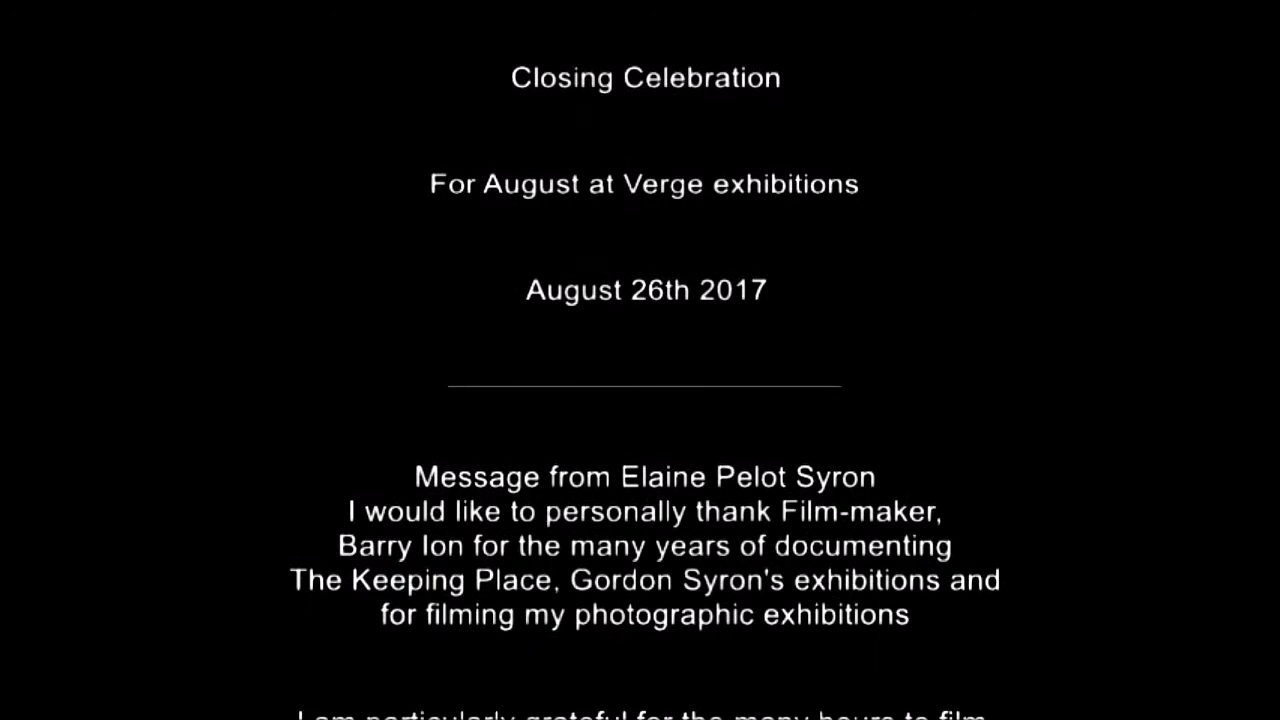 Closing Celebration
For August at Verge exhibitions
August 26th 2017
Message from Elaine Pelot Syron
I would like to personally thank Film-maker,
Barry Ion for the many years of documenting
The Keeping Place, Gordon Syron's exhibitions and
for filming my photographic exhibitions
I am particularly grateful for the many hours to film